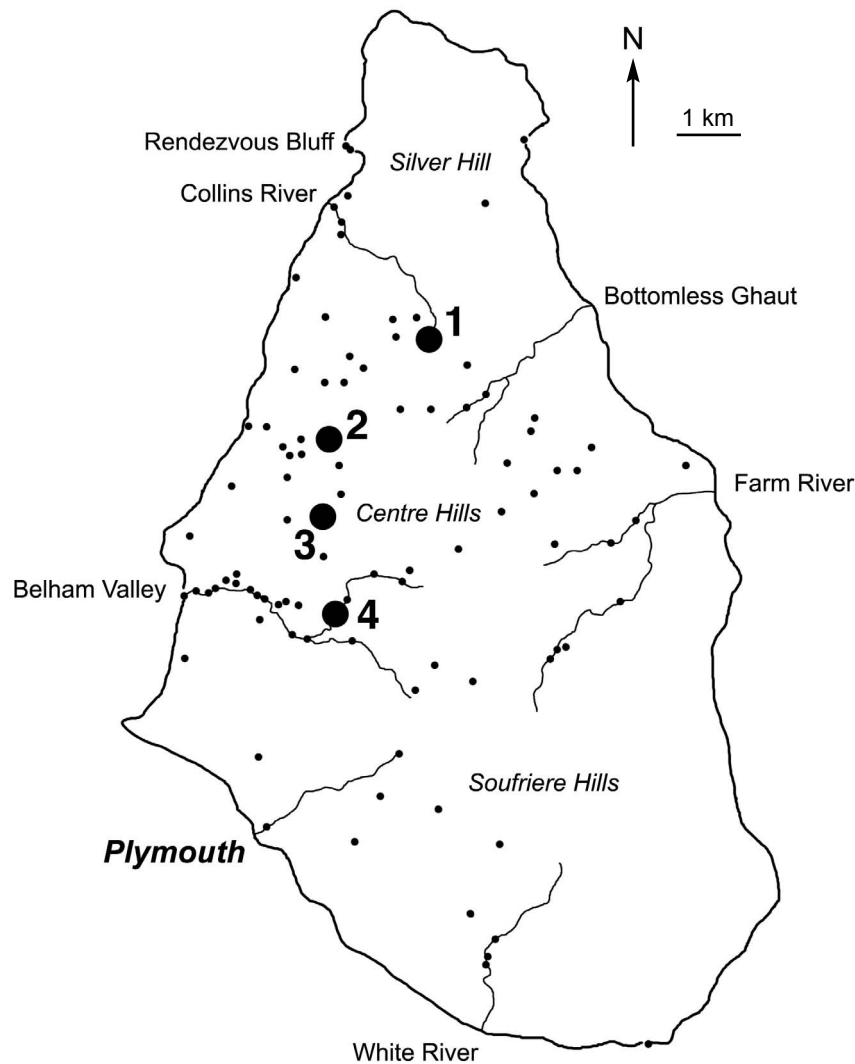 N
1 km
Rendezvous Bluff
Silver Hill
Collins River
Bottomless Ghaut
1
2
Farm River
Centre Hills
3
Belham Valley
4
Soufriere Hills
Plymouth
White River